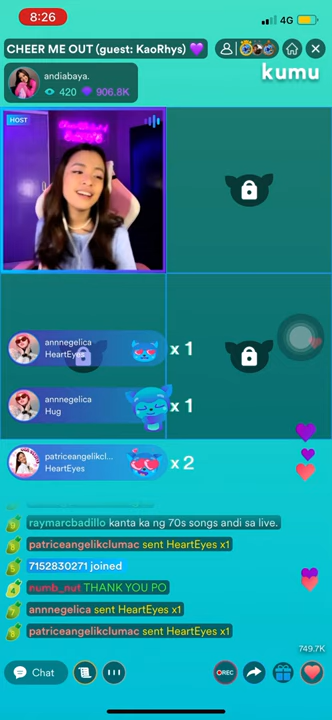 8:26
4G
CHEER ME OUT (guest: KaoRhys) 💜
kumu
andiabaya.
420 906.8K
HOST
annnegelica
HeartEyes
x 1
annnegelica
Hug
x 1
patriceangelikcl...
HeartEyes
x 2
raymarcbadillo kanta ka ng 70s songs andi sa live.
patriceangelikclumac sent HeartEyes x1
7152830271 joined
numb_nut THANK YOU PO
annnegelica sent HeartEyes x1
patriceangelikclumac sent HeartEyes x1
749.7K
Chat
REC